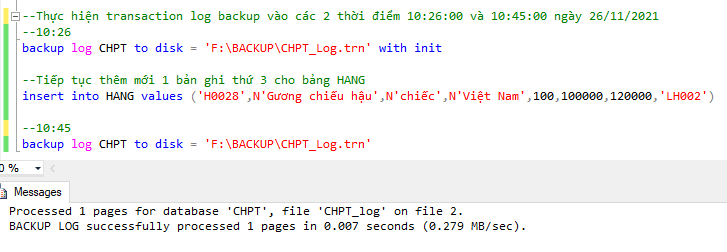 --Thực hiện transaction log backup vào các 2 thời điểm 10:26:00 và 10:45:00 ngày 26/11/2021
--10:26
backup log CHPT to disk = 'F:\BACKUP\CHPT_Log.trn' with init
--Tiếp tục thêm mới 1 bản ghi thứ 3 cho bảng HANG
insert into HANG values ('H0028',N'Gương chiếu hậu',N'chiếc',N'Việt Nam',100,100000,120000,'LH002')
--10:45
backup log CHPT to disk = 'F:\BACKUP\CHPT_Log.trn'
0 %
Messages
Processed 1 pages for database 'CHPT', file 'CHPT_log' on file 2.
BACKUP LOG successfully processed 1 pages in 0.007 seconds (0.279 MB/sec).